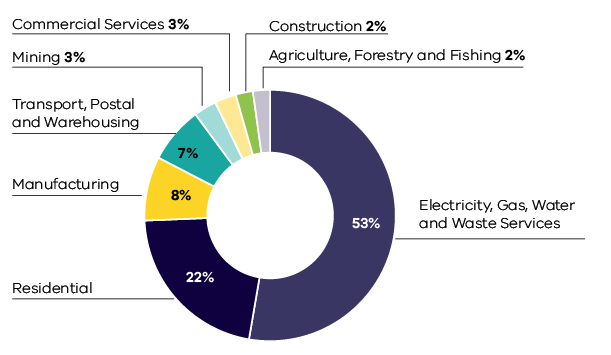 Commercial Services 3%
Construction 2%
Mining 3%
Agriculture, Forestry and Fishing 2%
Transport, Postal
and Warehousing
7%
Manufacturing
8%
Electricity, Gas, Water
and Waste Services
53%
Residential
22%